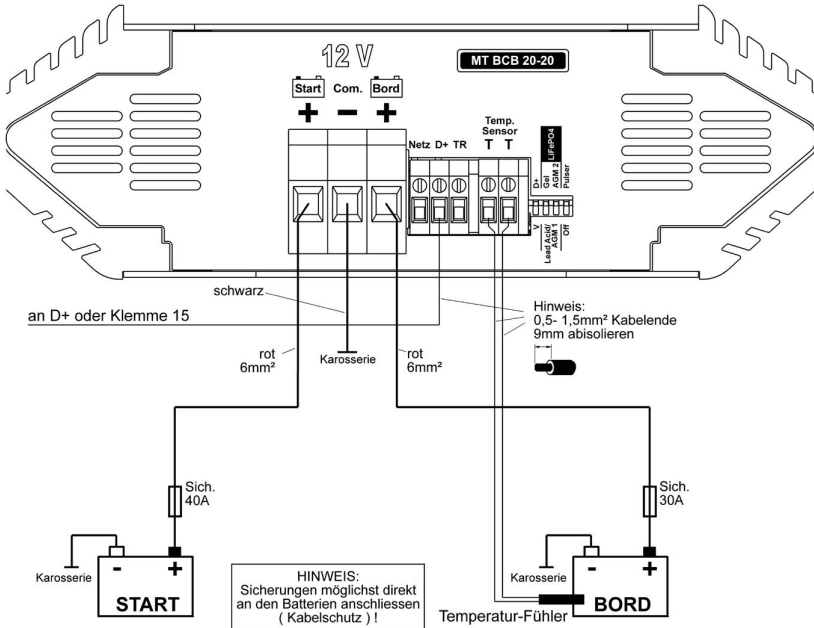 12 V
MT BCB 20-20
Start Com. Bord
+ − +
Temp.
Sensor
Netz D+ TR T T
D+
Gel
AGM 2
LiFePO4
Pulser
V
Lead Acid/
AGM 1
Off
schwarz
an D+ oder Klemme 15
Hinweis:
0,5- 1,5mm² Kabelende
9mm abisolieren
rot
6mm²
Karosserie
rot
6mm²
Sich.
40A
Sich.
30A
Karosserie
- +
START
HINWEIS:
Sicherungen möglichst direkt
an den Batterien anschliessen
( Kabelschutz ) !
Karosserie
- +
BORD
Temperatur-Fühler